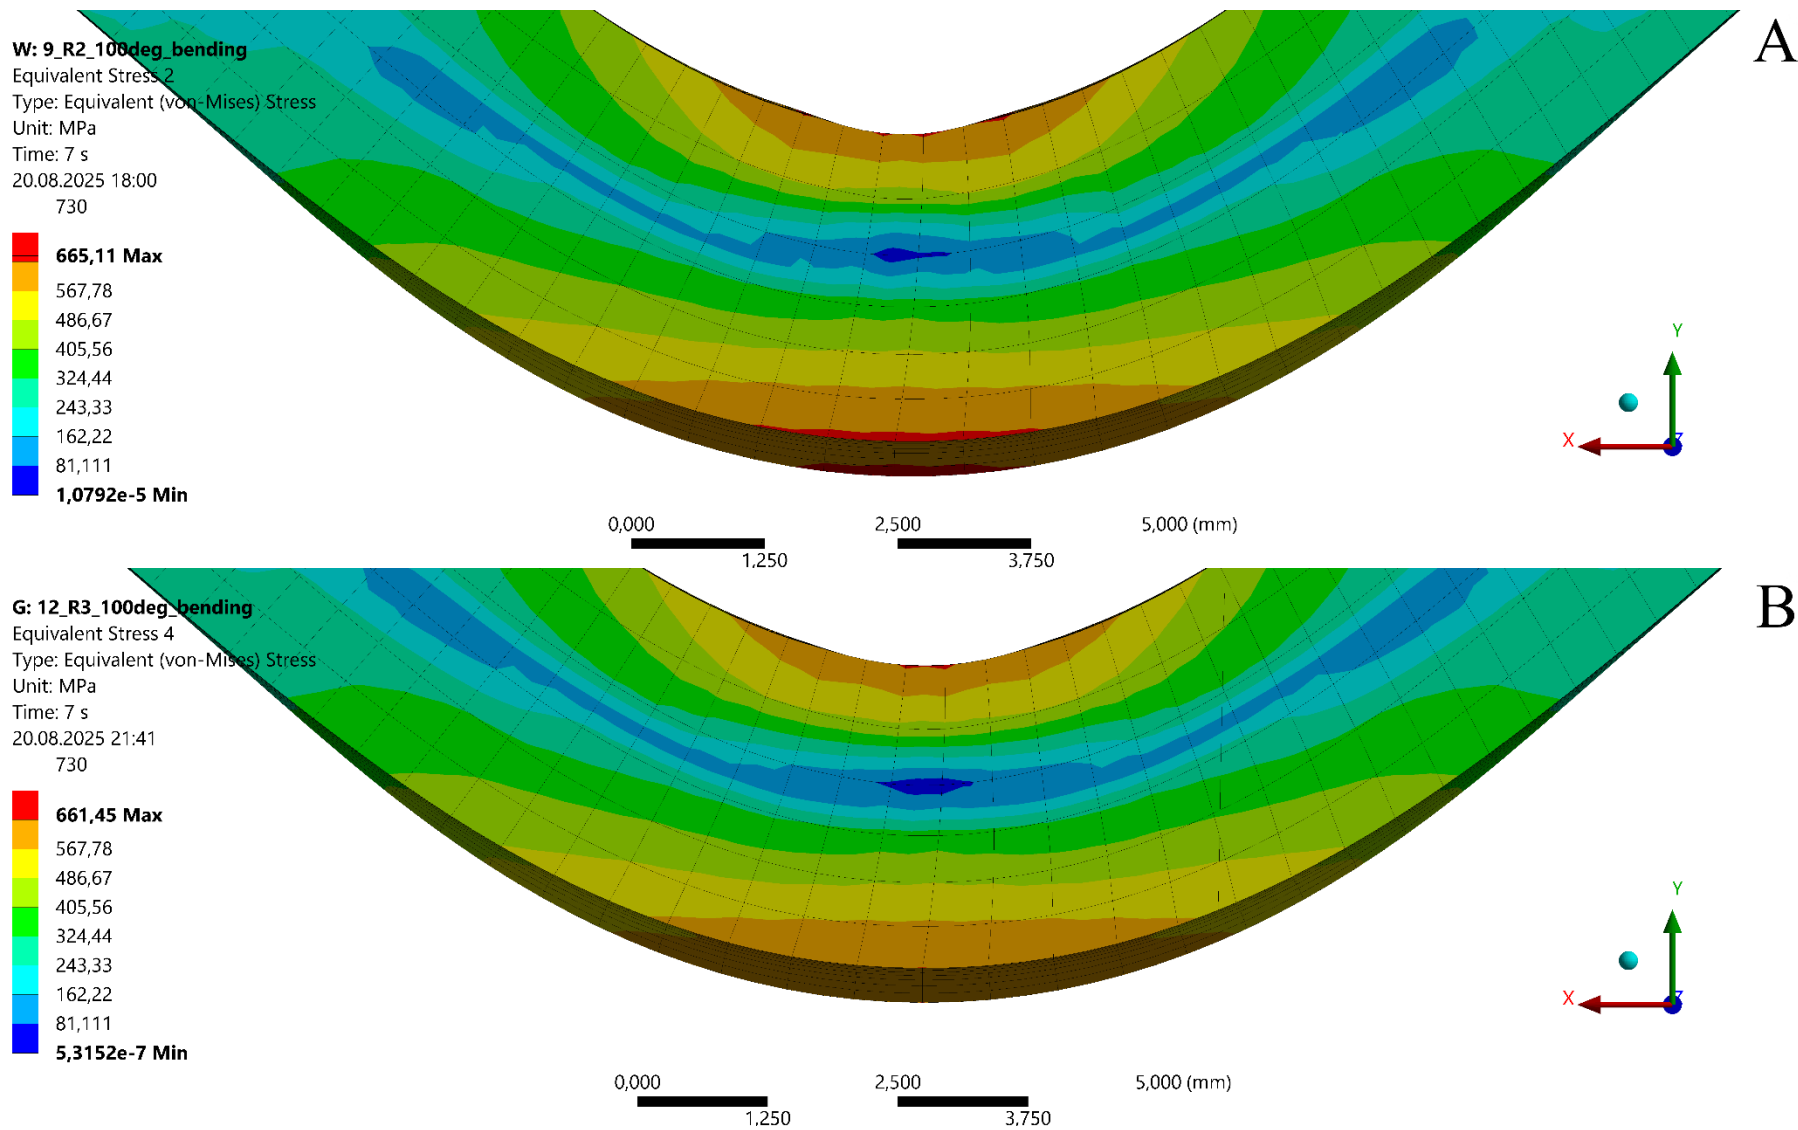 A
W: 9_R2_100deg_bending
Equivalent Stress 2
Type: Equivalent (von-Mises) Stress
Unit: MPa
Time: 7 s
20.08.2025 18:00
730
665,11 Max
567,78
486,67
405,56
324,44
243,33
162,22
81,111
1,0792e-5 Min
Y
X
Z
0,000 2,500 5,000 (mm)
1,250 3,750
B
G: 12_R3_100deg_bending
Equivalent Stress 4
Type: Equivalent (von-Mises) Stress
Unit: MPa
Time: 7 s
20.08.2025 21:41
730
661,45 Max
567,78
486,67
405,56
324,44
243,33
162,22
81,111
5,3152e-7 Min
Y
X
Z
0,000 2,500 5,000 (mm)
1,250 3,750